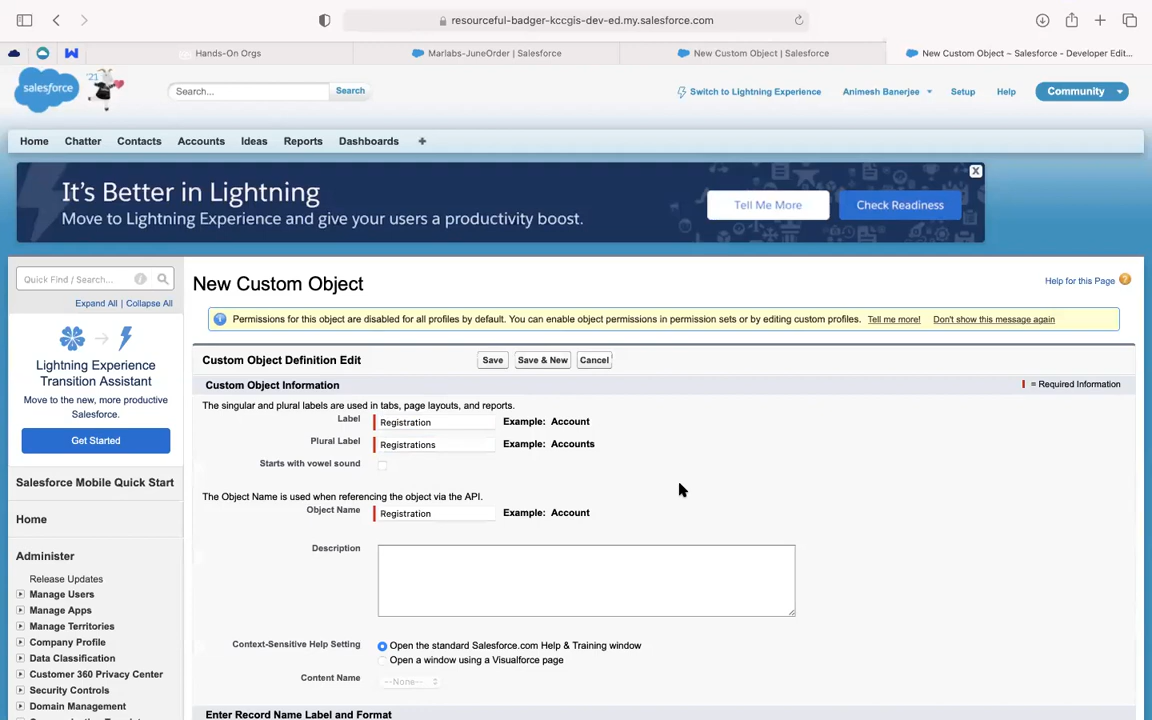 resourceful-badger-kccgis-dev-ed.my.salesforce.com
Hands-On Orgs
Marlabs-JuneOrder | Salesforce
New Custom Object | Salesforce
New Custom Object ~ Salesforce - Developer Edit...
salesforce
'21
Search...
Search
Switch to Lightning Experience
Animesh Banerjee
Setup
Help
Community
Home
Chatter
Contacts
Accounts
Ideas
Reports
Dashboards
+
It's Better in Lightning
Move to Lightning Experience and give your users a productivity boost.
Tell Me More
Check Readiness
X
Quick Find / Search...
Expand All | Collapse All
Lightning Experience
Transition Assistant
Move to the new, more productive
Salesforce.
Get Started
Salesforce Mobile Quick Start
Home
Administer
Release Updates
Manage Users
Manage Apps
Manage Territories
Company Profile
Data Classification
Customer 360 Privacy Center
Security Controls
Domain Management
New Custom Object
Help for this Page
Permissions for this object are disabled for all profiles by default. You can enable object permissions in permission sets or by editing custom profiles. Tell me more! Don't show this message again
Custom Object Definition Edit
Save
Save & New
Cancel
Custom Object Information
= Required Information
The singular and plural labels are used in tabs, page layouts, and reports.
Label Registration Example: Account
Plural Label Registrations Example: Accounts
Starts with vowel sound
The Object Name is used when referencing the object via the API.
Object Name Registration Example: Account
Description
Context-Sensitive Help Setting Open the standard Salesforce.com Help & Training window
Open a window using a Visualforce page
Content Name --None--
Enter Record Name Label and Format